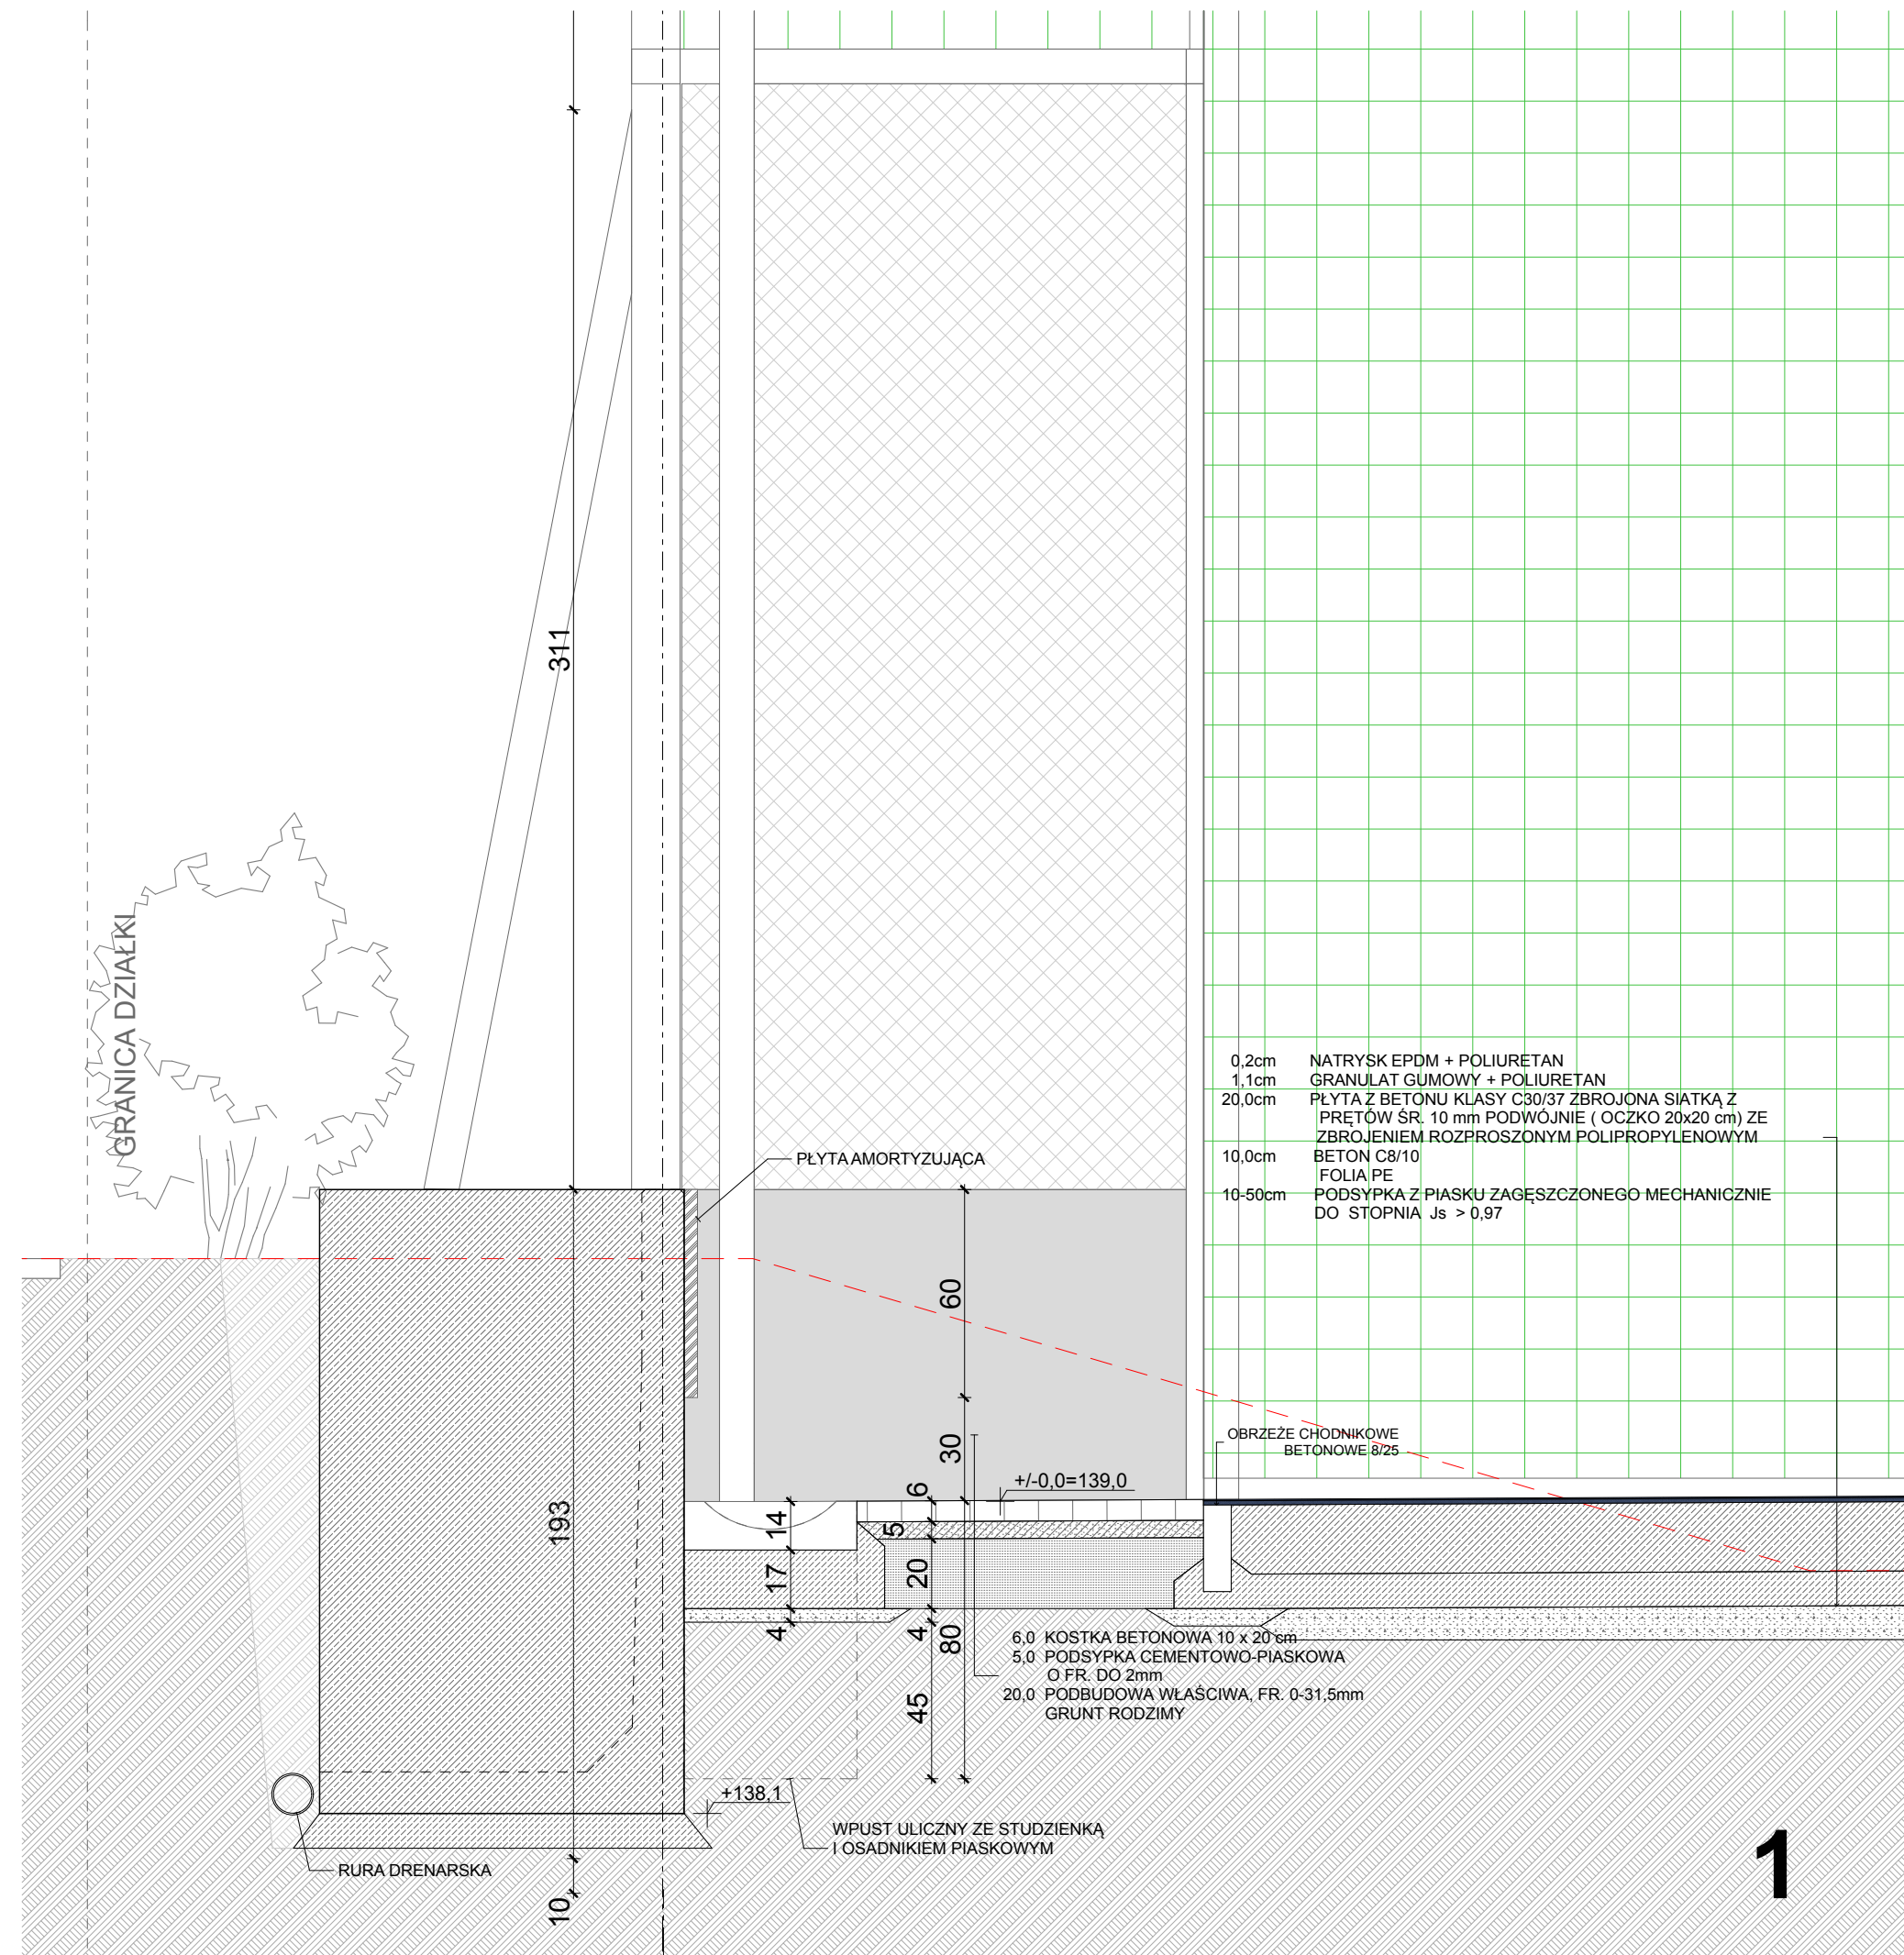 311
GRANICA DZIAŁKI
0,2cm NATRYSK EPDM + POLIURETAN
1,1cm GRANULAT GUMOWY + POLIURETAN
20,0cm PŁYTA Z BETONU KLASY C30/37 ZBROJONA SIATKĄ Z
PRĘTÓW ŚR. 10 mm PODWÓJNIE ( OCZKO 20x20 cm) ZE
ZBROJENIEM ROZPROSZONYM POLIPROPYLENOWYM
10,0cm BETON C8/10
FOLIA PE
10-50cm PODSYPKA Z PIASKU ZAGĘSZCZONEGO MECHANICZNIE
DO STOPNIA Js > 0,97
PŁYTA AMORTYZUJĄCA
60
30
OBRZEŻE CHODNIKOWE
BETONOWE 8/25
+/-0,0=139,0
6
193
14
5
17
20
4
4
80
45
6,0 KOSTKA BETONOWA 10 x 20 cm
5,0 PODSYPKA CEMENTOWO-PIASKOWA
O FR. DO 2mm
20,0 PODBUDOWA WŁAŚCIWA, FR. 0-31,5mm
GRUNT RODZIMY
+138,1
WPUST ULICZNY ZE STUDZIENKĄ
I OSADNIKIEM PIASKOWYM
RURA DRENARSKA
10
1